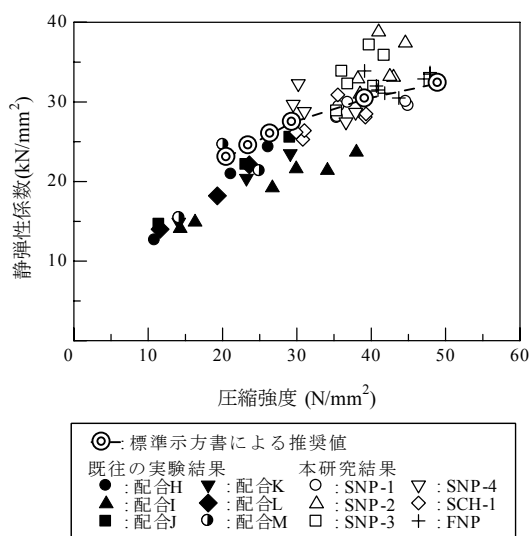 40
30
20
10
0
静弾性係数(kN/mm²)
0 10 20 30 40 50 60
圧縮強度 (N/mm²)
:標準示方書による推奨値
既往の実験結果 本研究結果
: 配合H : 配合K : SNP-1 : SNP-4
: 配合I : 配合L : SNP-2 : SCH-1
: 配合J : 配合M : SNP-3 : FNP